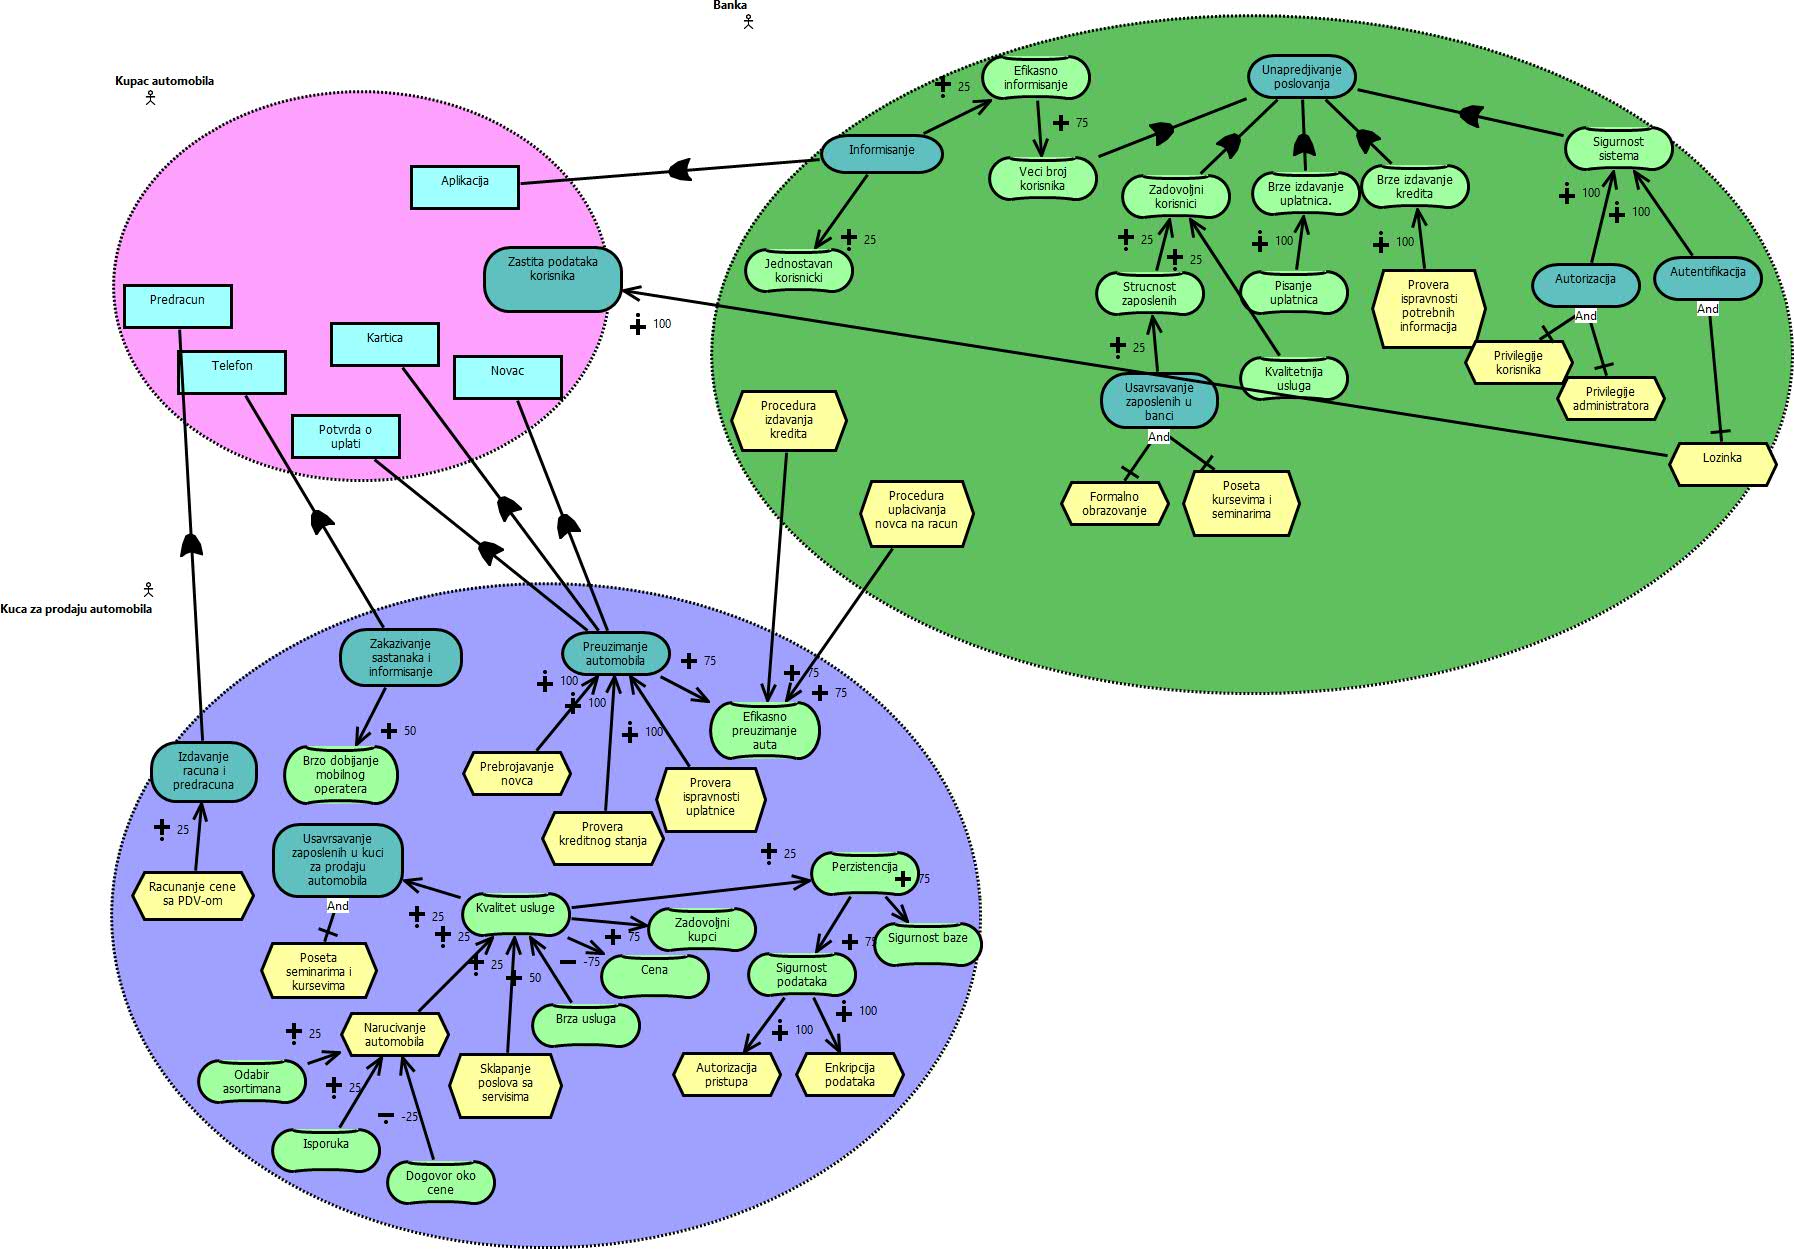 Banka
Kupac automobila
Aplikacija
Zastita podataka
korisnika
100
Predracun
Telefon
Kartica
Novac
Potvrda o
uplati
Efikasno
informisanje
25
75
Informisanje
Veci broj
korisnika
25
Jednostavan
korisnicki
Unapredjivanje
poslovanja
Zadovoljni
korisnici
Brze izdavanje
uplatnica.
Brze izdavanje
kredita
Sigurnost
sistema
100
100
25
25
100
100
Strucnost
zaposlenih
Pisanje
uplatnica
Provera
ispravnosti
potrebnih
informacija
Autorizacija
And
Autentifikacija
And
25
Kvalitetnija
usluga
Privilegije
korisnika
Privilegije
administratora
Usavrsavanje
zaposlenih u
banci
And
Formalno
obrazovanje
Poseta
kursevima i
seminarima
Lozinka
Procedura
izdavanja
kredita
Procedura
uplacivanja
novca na racun
Kuca za prodaju automobila
Zakazivanje
sastanaka i
informisanje
50
Preuzimanje
automobila
75
75
75
100
100
100
Efikasno
preuzimanje
auta
Izdavanje
racuna i
predracuna
25
Brzo dobijanje
mobilnog
operatera
Prebrojavanje
novca
Provera
ispravnosti
uplatnice
Provera
kreditnog stanja
Usavrsavanje
zaposlenih u kuci
za prodaju
automobila
And
Racunanje cene
sa PDV-om
25
Perzistencija
75
Kvalitet usluge
25
25
25
50
-75
75
Zadovoljni
kupci
Cena
Brza usluga
75
Sigurnost baze
Sigurnost
podataka
100
100
Poseta
seminarima i
kursevima
Narucivanje
automobila
25
25
-25
Odabir
asortimana
Isporuka
Dogovor oko
cene
Sklapanje
poslova sa
servisima
Autorizacija
pristupa
Enkripcija
podataka